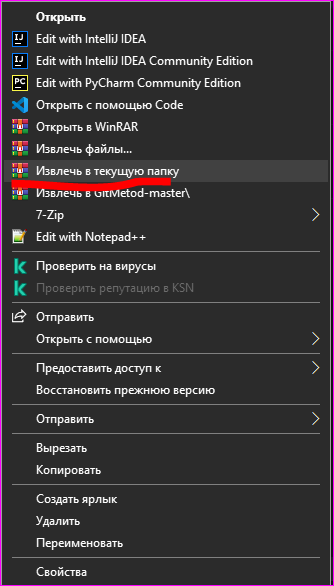 Открыть
Edit with IntelliJ IDEA
Edit with IntelliJ IDEA Community Edition
Edit with PyCharm Community Edition
Открыть с помощью Code
Открыть в WinRAR
Извлечь файлы...
Извлечь в текущую папку
Извлечь в GitMetod-master\
7-Zip
Edit with Notepad++
Проверить на вирусы
Проверить репутацию в KSN
Отправить
Открыть с помощью
Предоставить доступ к
Восстановить прежнюю версию
Отправить
Вырезать
Копировать
Создать ярлык
Удалить
Переименовать
Свойства